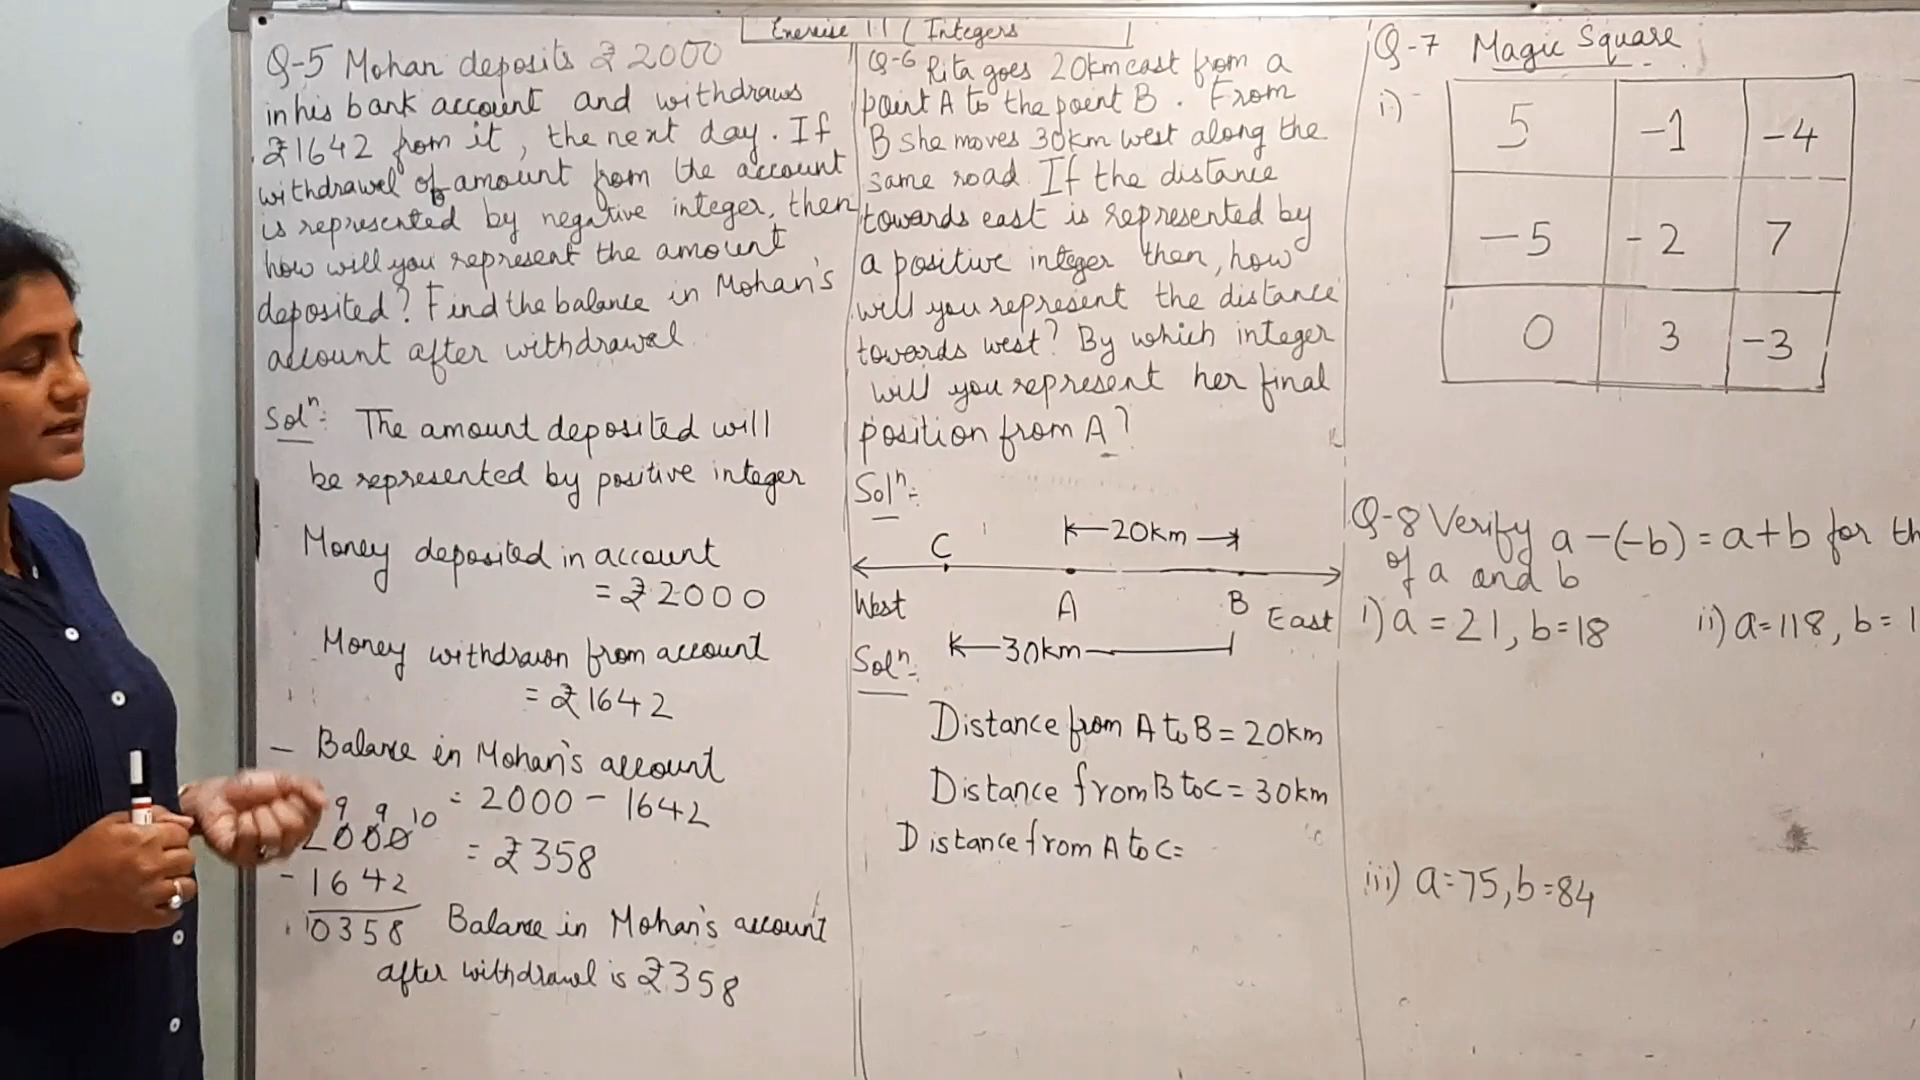 Exercise 1.1 ( Integers
Q-5 Mohan deposits ₹2000
in his bank account and withdraws
₹1642 from it, the next day. If
withdrawel of amount from the account
is represented by negative integer, then
how will you represent the amount
deposited? Find the balance in Mohan's
account after withdrawal
Solⁿ: The amount deposited will
be represented by positive integer
Money deposited in account
= ₹2000
Money withdrawn from account
= ₹1642
Balance in Mohan's account
= 2000 - 1642
= ₹358
9 9 10
2000
- 1642
0358
Balance in Mohan's account
after withdrawl is ₹358
Q-6 Rita goes 20km east from a
point A to the point B. From
B she moves 30km west along the
same road. If the distance
towards east is represented by
a positive integer then, how
will you represent the distance
towards west? By which integer
will you represent her final
position from A?
Solⁿ:
20km
C
West A B East
30km
Solⁿ:
Distance from A to B = 20km
Distance from B to C = 30km
Distance from A to C =
Q-7 Magic Square
i)
5 -1 -4
-5 -2 7
0 3 -3
Q-8 Verify a-(-b) = a+b for
of a and b
i) a = 21, b = 18 ii) a = 118, b =
iii) a = 75, b = 84